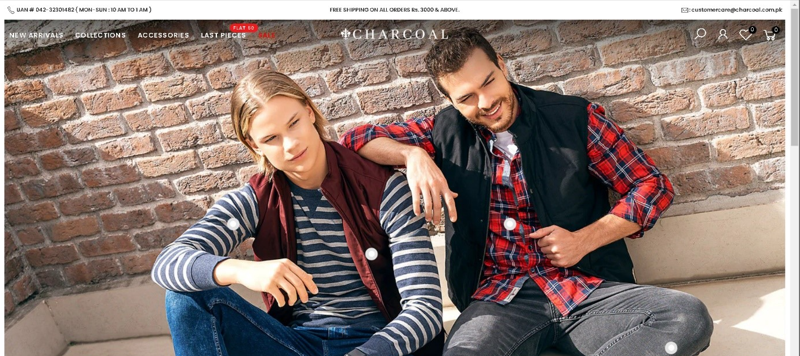 UAN # 042-32301482 ( MON-SUN : 10 AM TO 1 AM )
FREE SHIPPING ON ALL ORDERS Rs. 3000 & ABOVE.
customercare@charcoal.com.pk
FLAT 50
NEW ARRIVALS COLLECTIONS ACCESSORIES LAST PIECES SALE
CHARCOAL
0 0